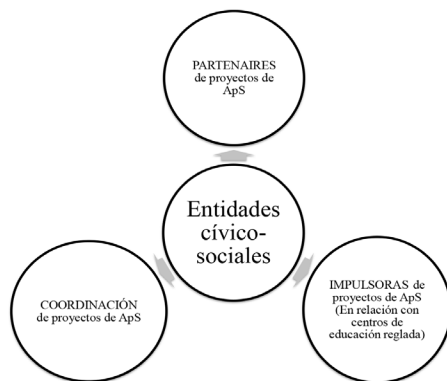 PARTENAIRES
de proyectos de
ApS
Entidades
cívico-
sociales
COORDINACIÓN
de proyectos de ApS
IMPULSORAS de
proyectos de ApS
(En relación con
centros de
educación reglada)